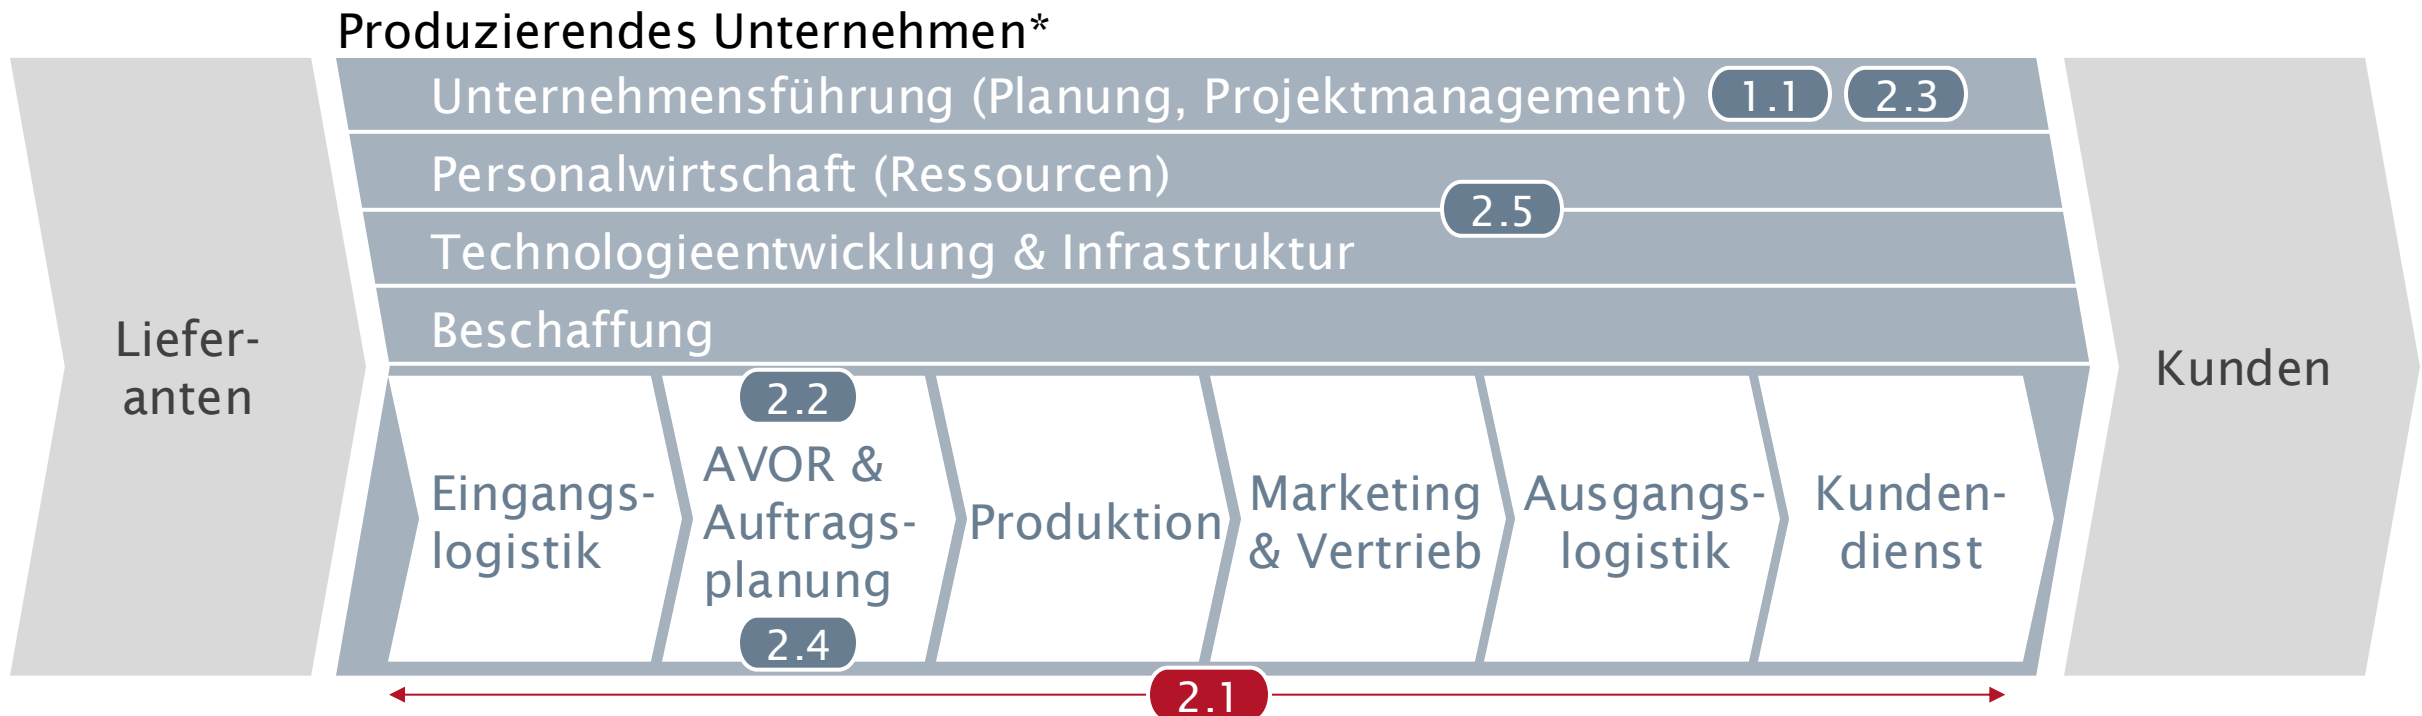 Produzierendes Unternehmen*
Unternehmensführung (Planung, Projektmanagement) 1.1 2.3
Personalwirtschaft (Ressourcen)
2.5
Technologieentwicklung & Infrastruktur
Beschaffung
Liefer-
anten
2.2
Eingangs-
logistik
AVOR &
Auftrags-
planung
2.4
Produktion
Marketing
& Vertrieb
Ausgangs-
logistik
Kunden-
dienst
Kunden
2.1